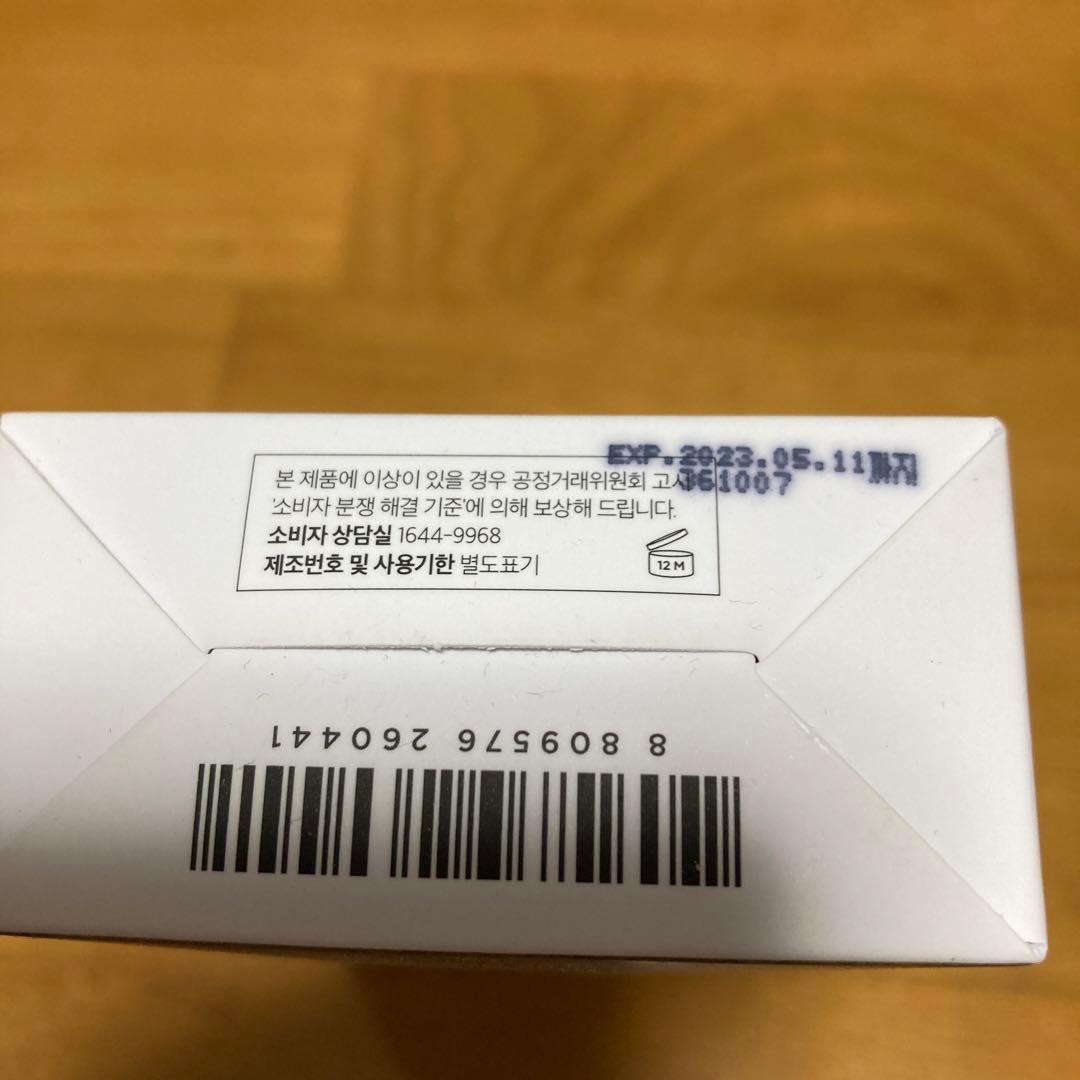 EXP.2023.05.11까지
361007
본 제품에 이상이 있을 경우 공정거래위원회 고시
'소비자 분쟁 해결 기준'에 의해 보상해 드립니다.
소비자 상담실 1644-9968
제조번호 및 사용기한 별도표기
12 M
8 809576 260441